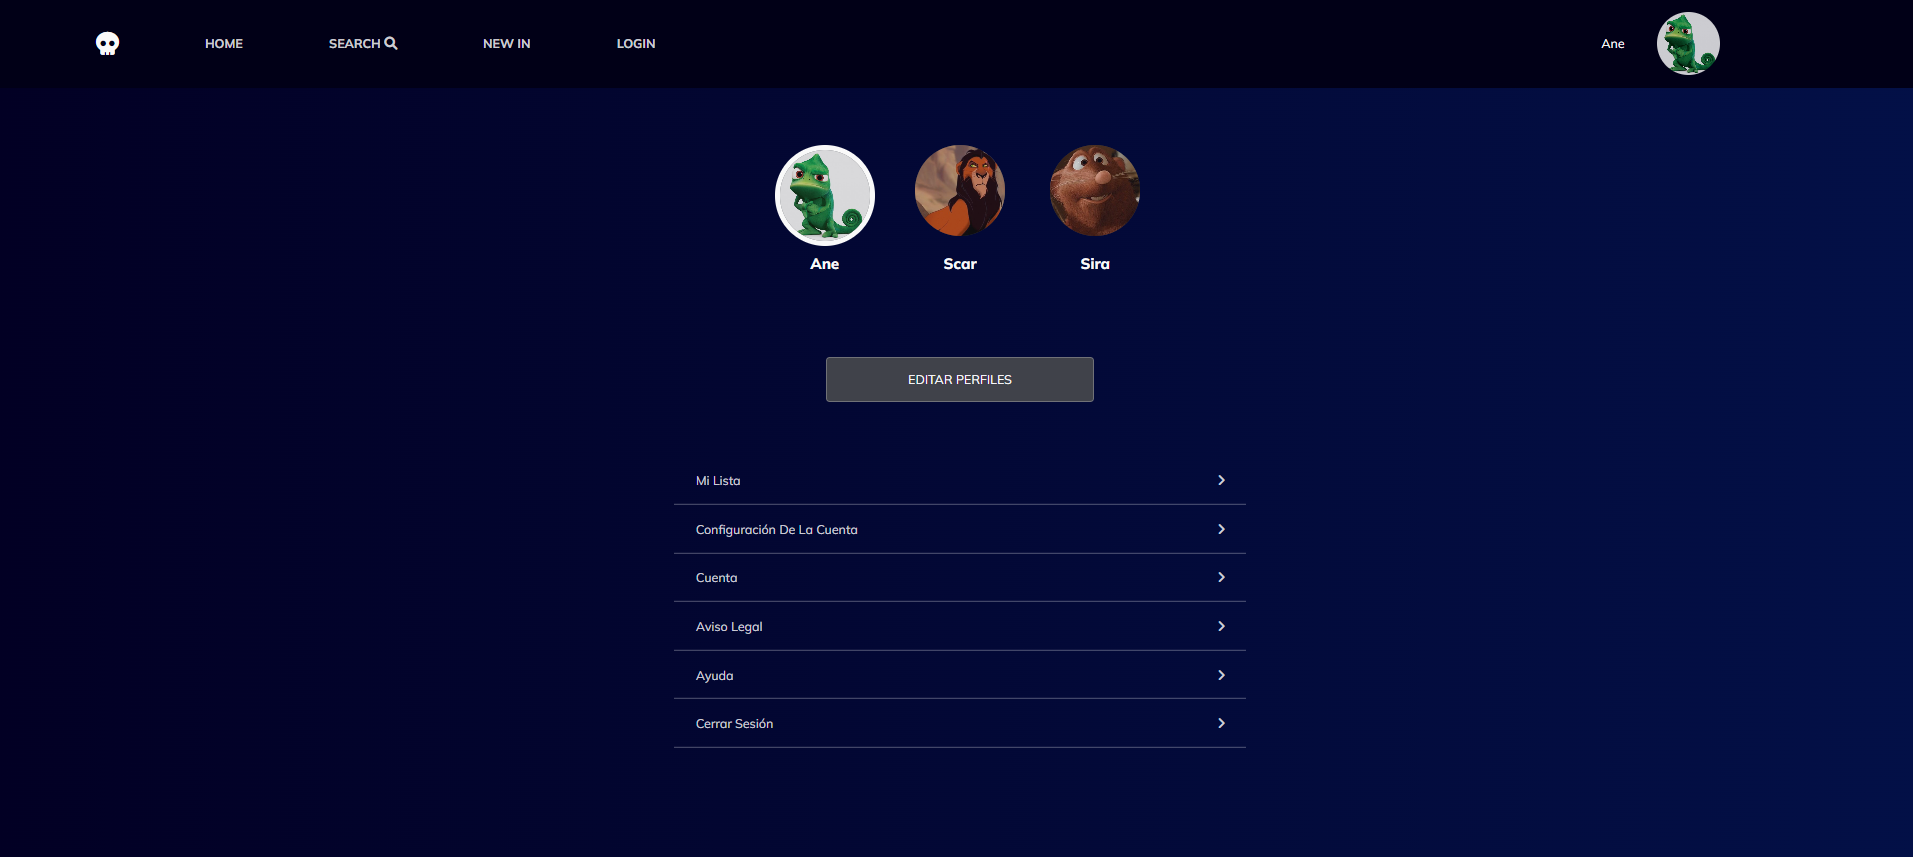 HOME SEARCH NEW IN LOGIN Ane
Ane Scar Sira
EDITAR PERFILES
Mi Lista
Configuración De La Cuenta
Cuenta
Aviso Legal
Ayuda
Cerrar Sesión